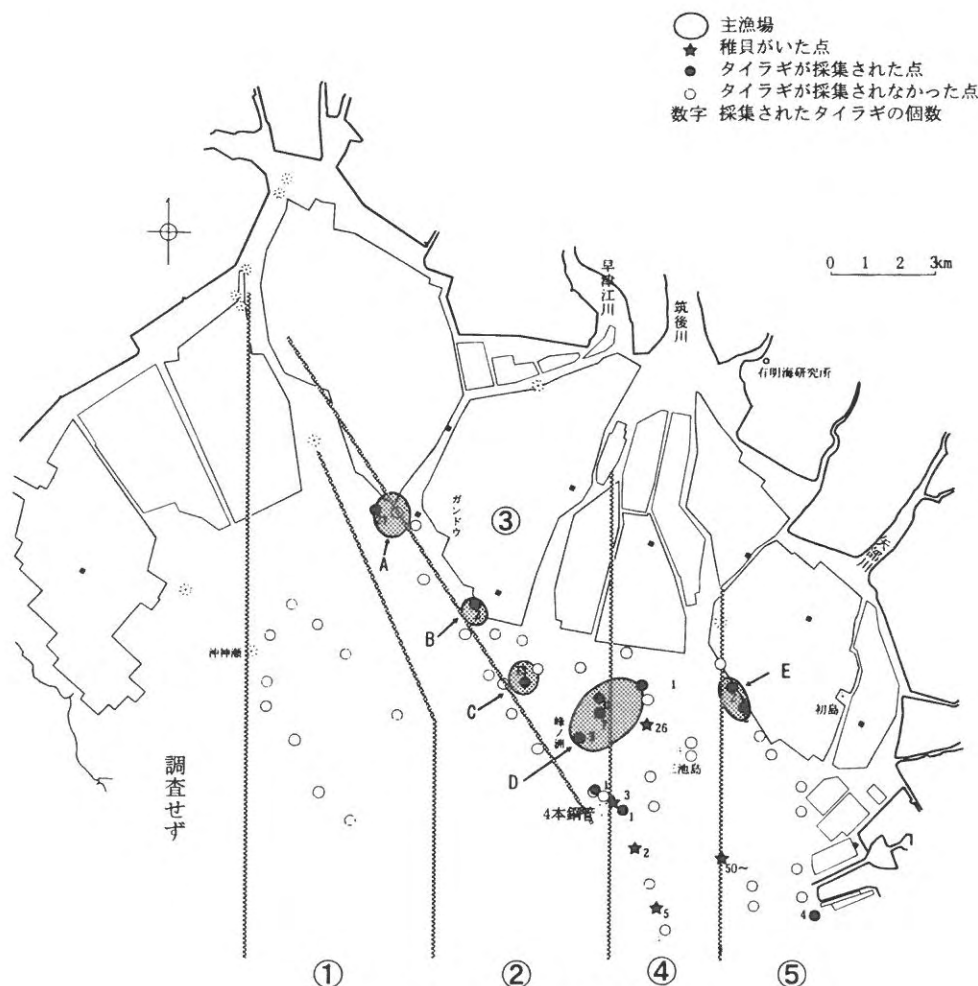 主漁場
稚貝がいた点
タイラギが採集された点
タイラギが採集されなかった点
数字 採集されたタイラギの個数
0 1 2 3km
早津江川
筑後川
有明海研究所
矢部川
ガンドウ
③
A
B
C
D
E
沖神瀬
峰ノ洲
1
26
三池島
初島
3
1
4本鋼管
3
1
2
50〜
5
4
調査せず
① ② ④ ⑤